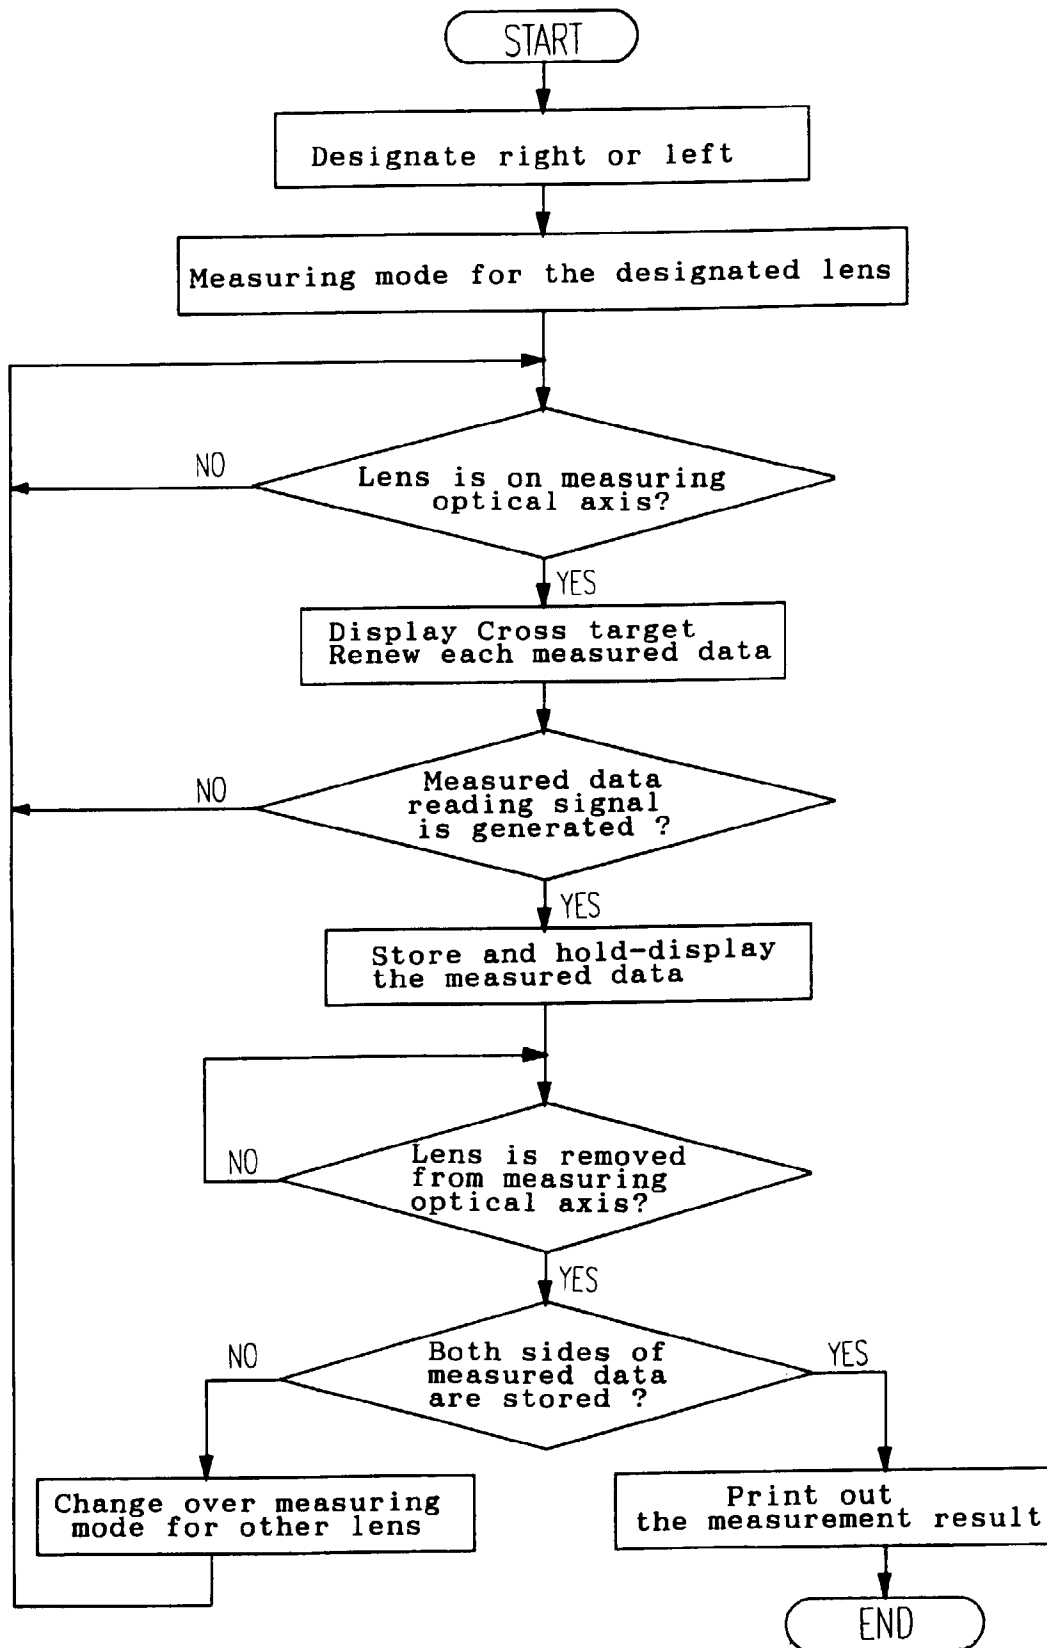 START
Designate right or left
Measuring mode for the designated lens
NO
Lens is on measuring
optical axis?
YES
Display Cross target
Renew each measured data
NO
Measured data
reading signal
is generated ?
YES
Store and hold-display
the measured data
NO
Lens is removed
from measuring
optical axis?
YES
NO
Both sides of
measured data
are stored ?
YES
Change over measuring
mode for other lens
Print out
the measurement result
END